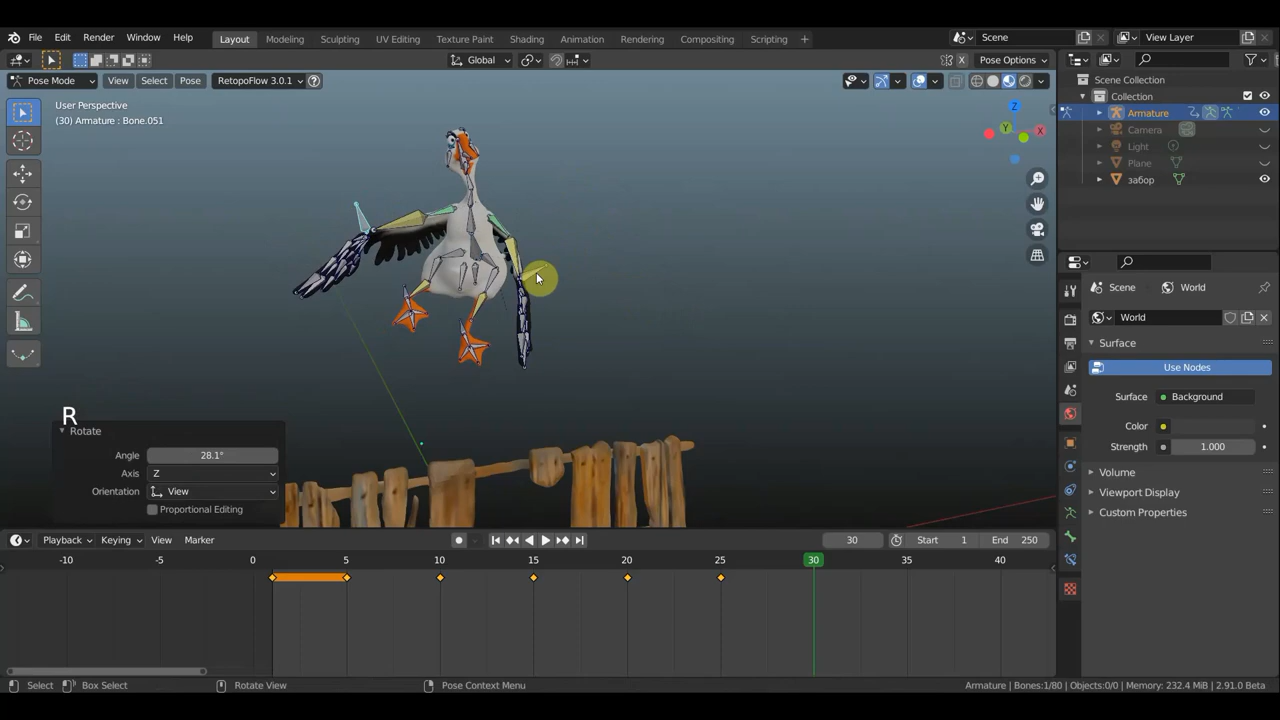 File Edit Render Window Help
Layout Modeling Sculpting UV Editing Texture Paint Shading Animation Rendering Compositing Scripting +
Scene View Layer
Global X Pose Options
Pose Mode View Select Pose RetopoFlow 3.0.1 ?
User Perspective
(30) Armature : Bone.051
Z
Y X
Scene Collection
Collection
Armature
Camera
Light
Plane
забор
R
Rotate
Angle 28.1°
Axis Z
Orientation View
Proportional Editing
Scene World
World
Surface
Use Nodes
Surface Background
Color
Strength 1.000
Volume
Viewport Display
Custom Properties
Playback Keying View Marker 30 Start 1 End 250
-10 -5 0 5 10 15 20 25 30 35 40
Select Box Select Rotate View Pose Context Menu Armature | Bones:1/80 | Objects:0/0 | Memory: 232.4 MiB | 2.91.0 Beta